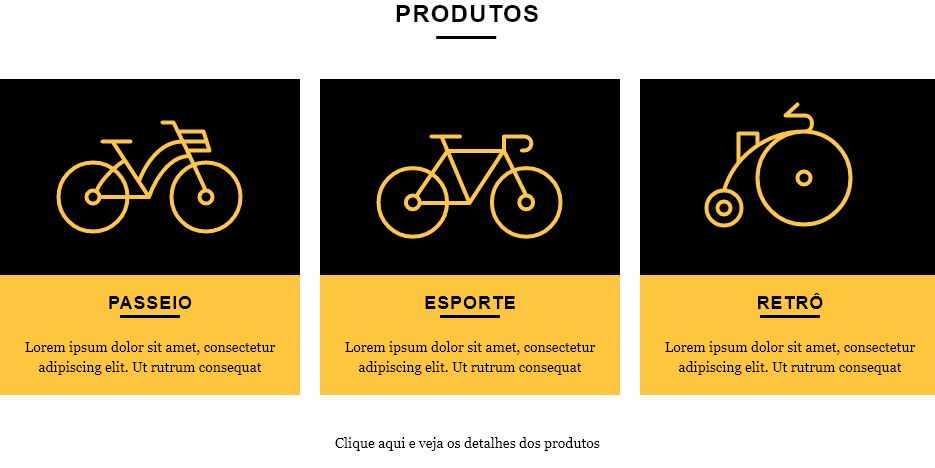 PRODUTOS
PASSEIO
Lorem ipsum dolor sit amet, consectetur
adipiscing elit. Ut rutrum consequat
ESPORTE
Lorem ipsum dolor sit amet, consectetur
adipiscing elit. Ut rutrum consequat
RETRÔ
Lorem ipsum dolor sit amet, consectetur
adipiscing elit. Ut rutrum consequat
Clique aqui e veja os detalhes dos produtos